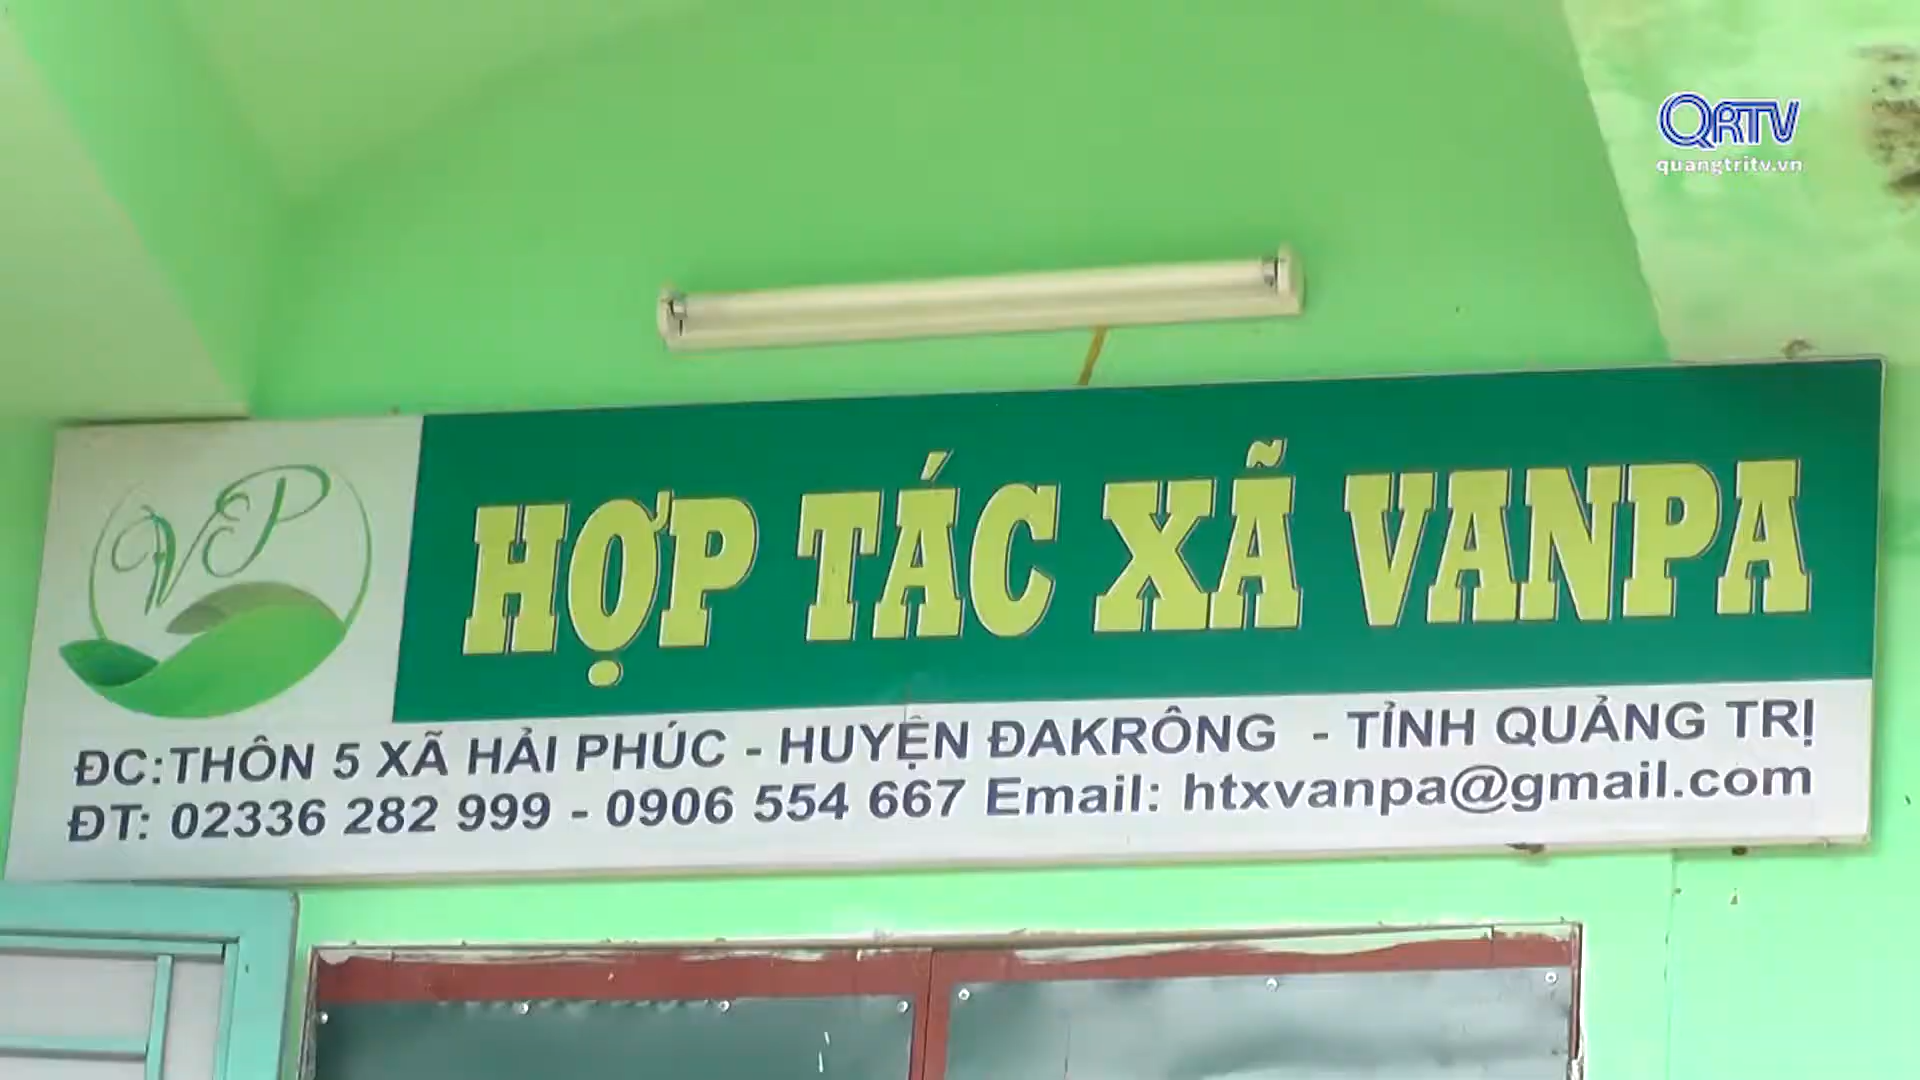 QRTV
quangtritv.vn
VP
HỢP TÁC XÃ VANPA
ĐC:THÔN 5 XÃ HẢI PHÚC - HUYỆN ĐAKRÔNG - TỈNH QUẢNG TRỊ
ĐT: 02336 282 999 - 0906 554 667 Email: htxvanpa@gmail.com